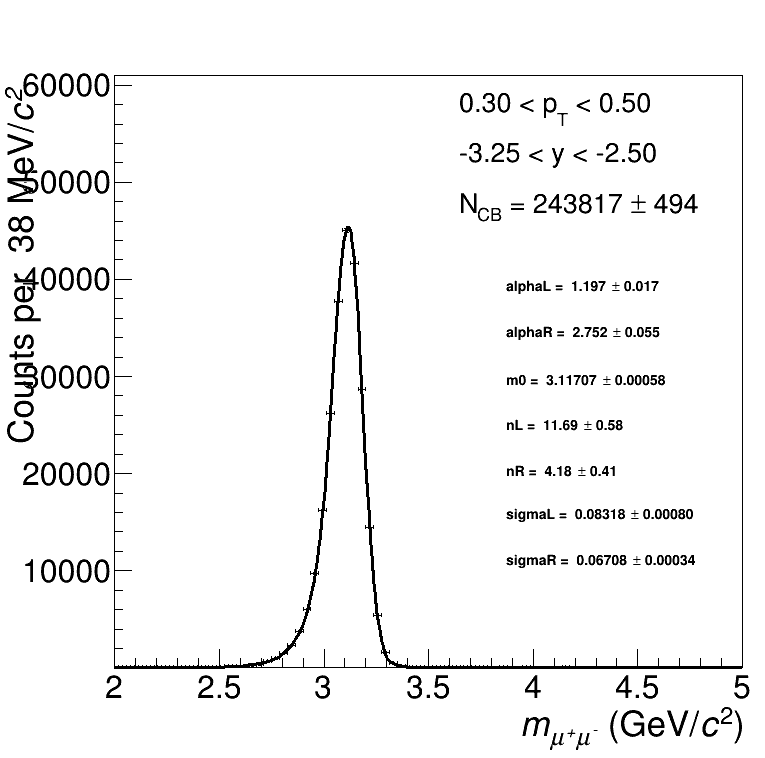 Counts per 38 MeV/c²
60000
50000
40000
30000
20000
10000
0.30 < p_T < 0.50
-3.25 < y < -2.50
N_CB = 243817 ± 494
alphaL = 1.197 ± 0.017
alphaR = 2.752 ± 0.055
m0 = 3.11707 ± 0.00058
nL = 11.69 ± 0.58
nR = 4.18 ± 0.41
sigmaL = 0.08318 ± 0.00080
sigmaR = 0.06708 ± 0.00034
2 2.5 3 3.5 4 4.5 5
m_μ⁺μ⁻ (GeV/c²)